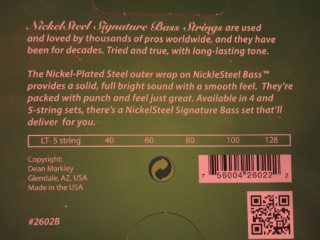 NickelSteel Signature Bass Strings are used
and loved by thousands of pros worldwide, and they have
been for decades. Tried and true, with long-lasting tone.
The Nickel-Plated Steel outer wrap on NickleSteel Bass™
provides a solid, full bright sound with a smooth feel. They're
packed with punch and feel just great. Available in 4 and
5-string sets, there's a NickelSteel Signature Bass set that'll
deliver for you.
LT- 5 string 40 60 80 100 128
Copyright:
Dean Markley
Glendale, AZ, USA
Made in the USA
7 56004 26022 2
#2602B